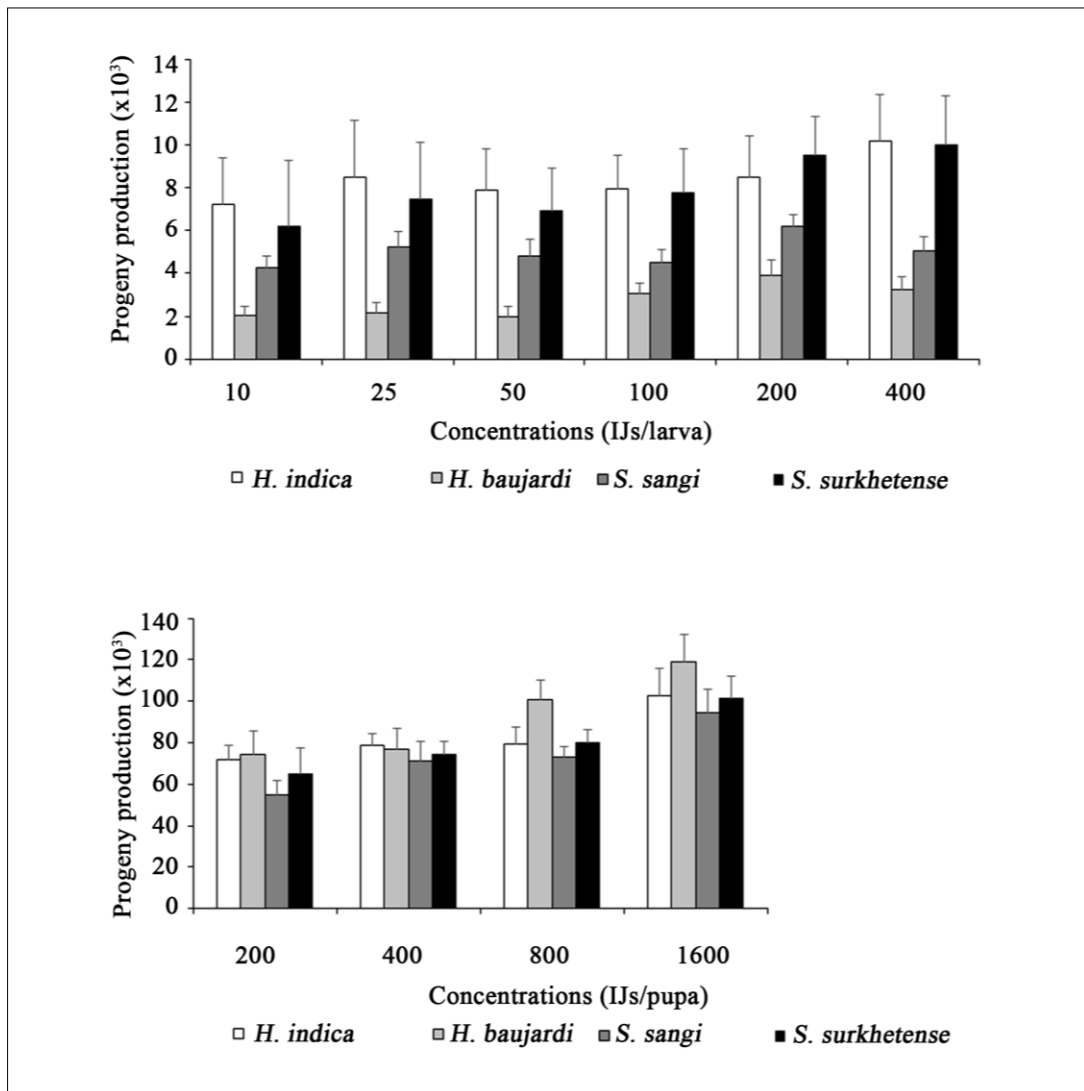 Progeny production (x10³)
14
12
10
8
6
4
2
0
10 25 50 100 200 400
Concentrations (IJs/larva)
H. indica H. baujardi S. sangi S. surkhetense
Progeny production (x10³)
140
120
100
80
60
40
20
0
200 400 800 1600
Concentrations (IJs/pupa)
H. indica H. baujardi S. sangi S. surkhetense